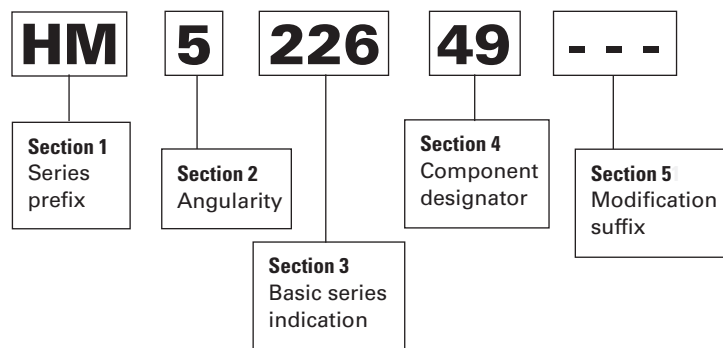 HM 5 226 49 - - -
Section 1
Series
prefix
Section 2
Angularity
Section 3
Basic series
indication
Section 4
Component
designator
Section 5
Modification
suffix